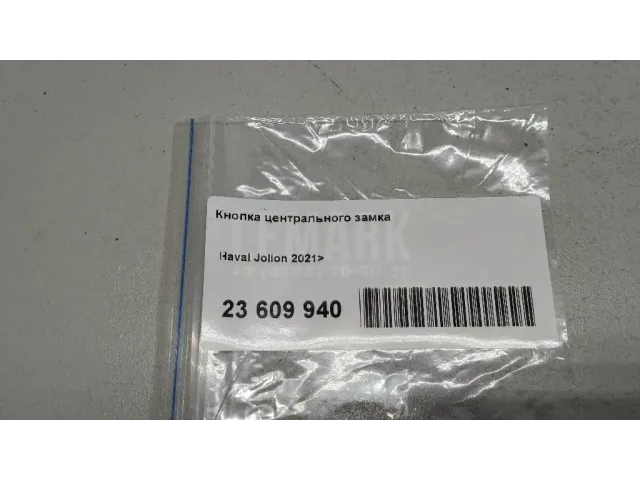 Кнопка центрального замка
Haval Jolion 2021>
23 609 940